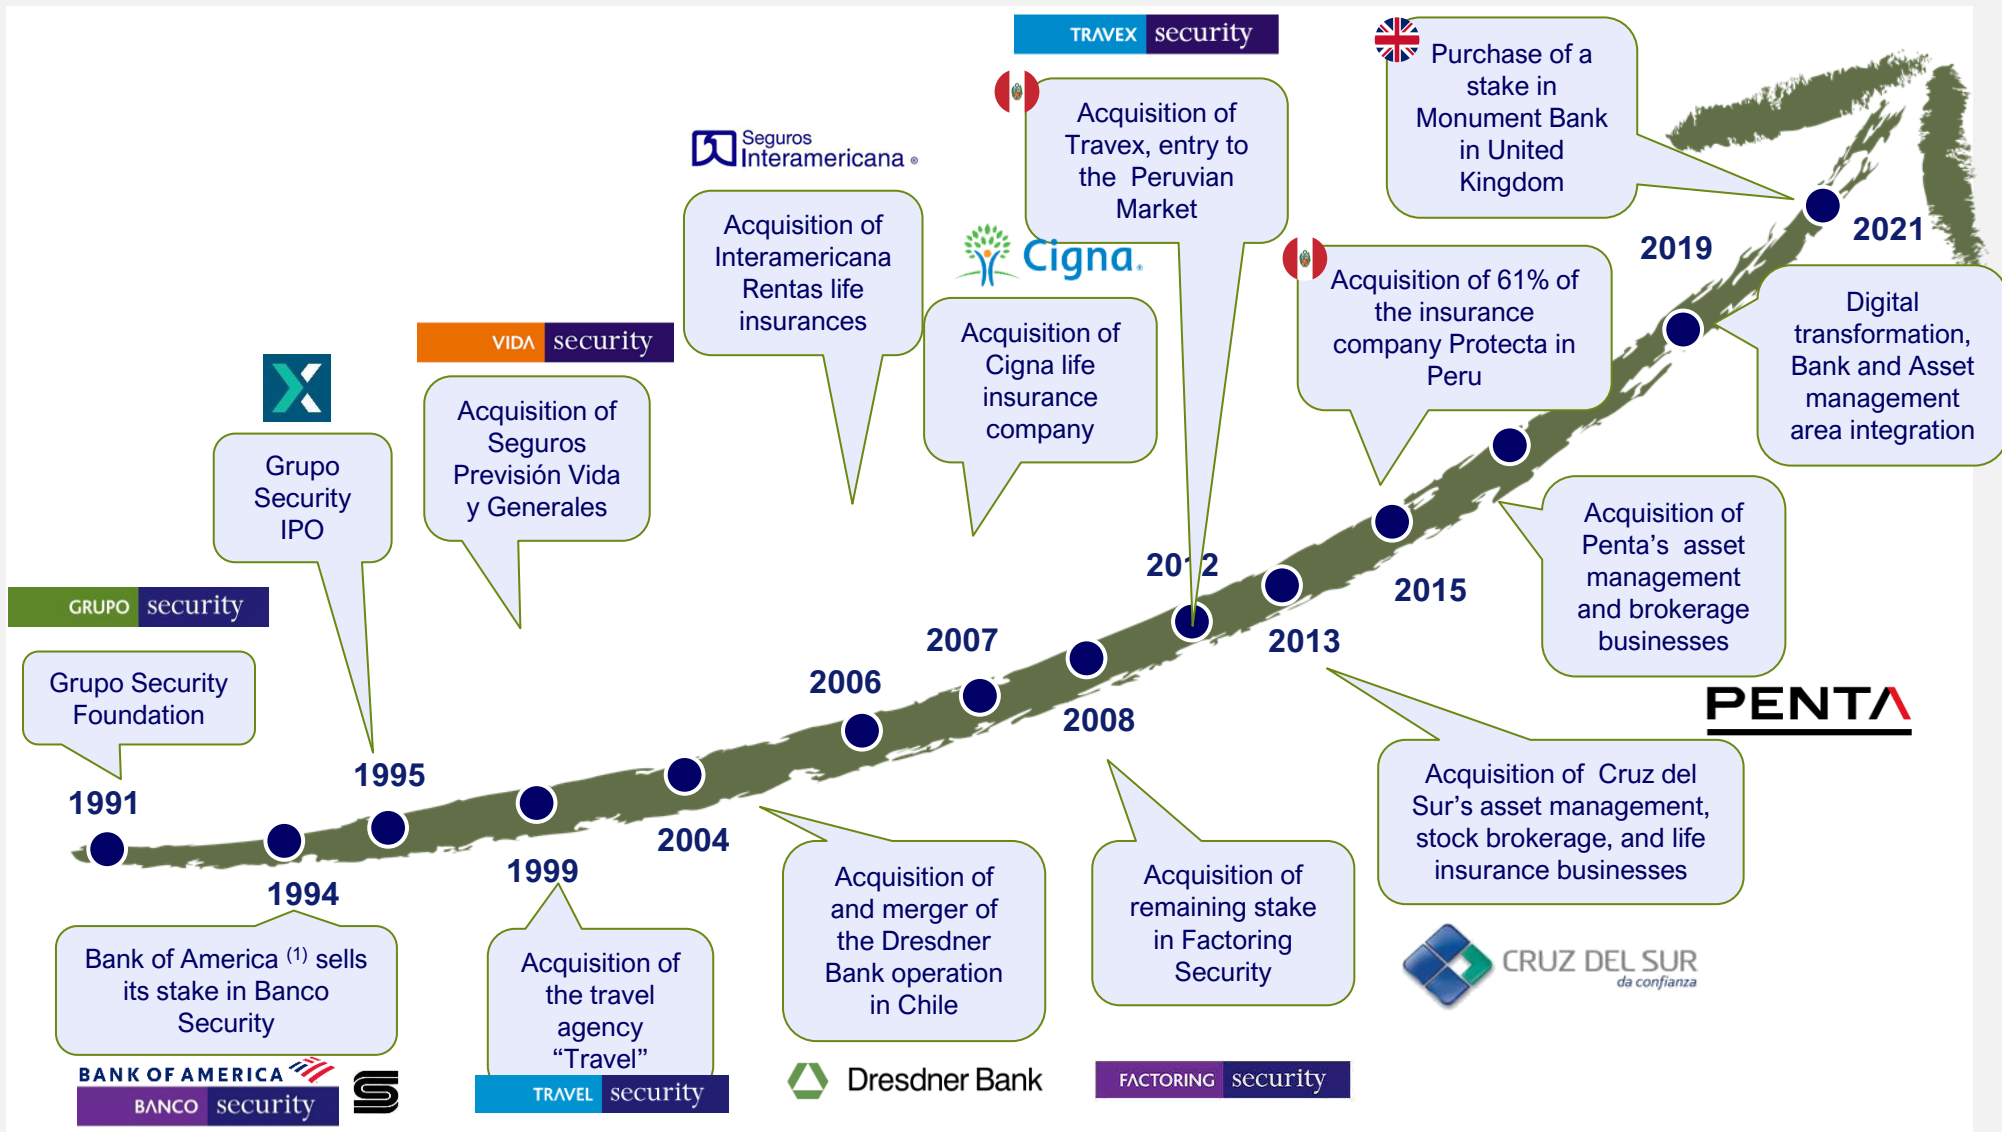 TRAVEX security
Purchase of a
stake in
Monument Bank
in United
Kingdom
Acquisition of
Travex, entry to
the Peruvian
Market
Seguros
Interamericana ®
Acquisition of
Interamericana
Rentas life
insurances
Cigna.
2021
2019
Acquisition of 61% of
the insurance
company Protecta in
Peru
Digital
transformation,
Bank and Asset
management
area integration
Acquisition of
Cigna life
insurance
company
VIDA security
Acquisition of
Seguros
Previsión Vida
y Generales
Grupo
Security
IPO
Acquisition of
Penta’s asset
management
and brokerage
businesses
2012
2015
GRUPO security
2013
2007
Grupo Security
Foundation
2006
2008
PENTA
1995
1991
2004
1999
1994
Acquisition of Cruz del
Sur’s asset management,
stock brokerage, and life
insurance businesses
Acquisition of
and merger of
the Dresdner
Bank operation
in Chile
Acquisition of
remaining stake
in Factoring
Security
Bank of America (1) sells
its stake in Banco
Security
Acquisition of
the travel
agency
“Travel”
CRUZ DEL SUR
da confianza
BANK OF AMERICA
BANCO security
TRAVEL security
Dresdner Bank
FACTORING security